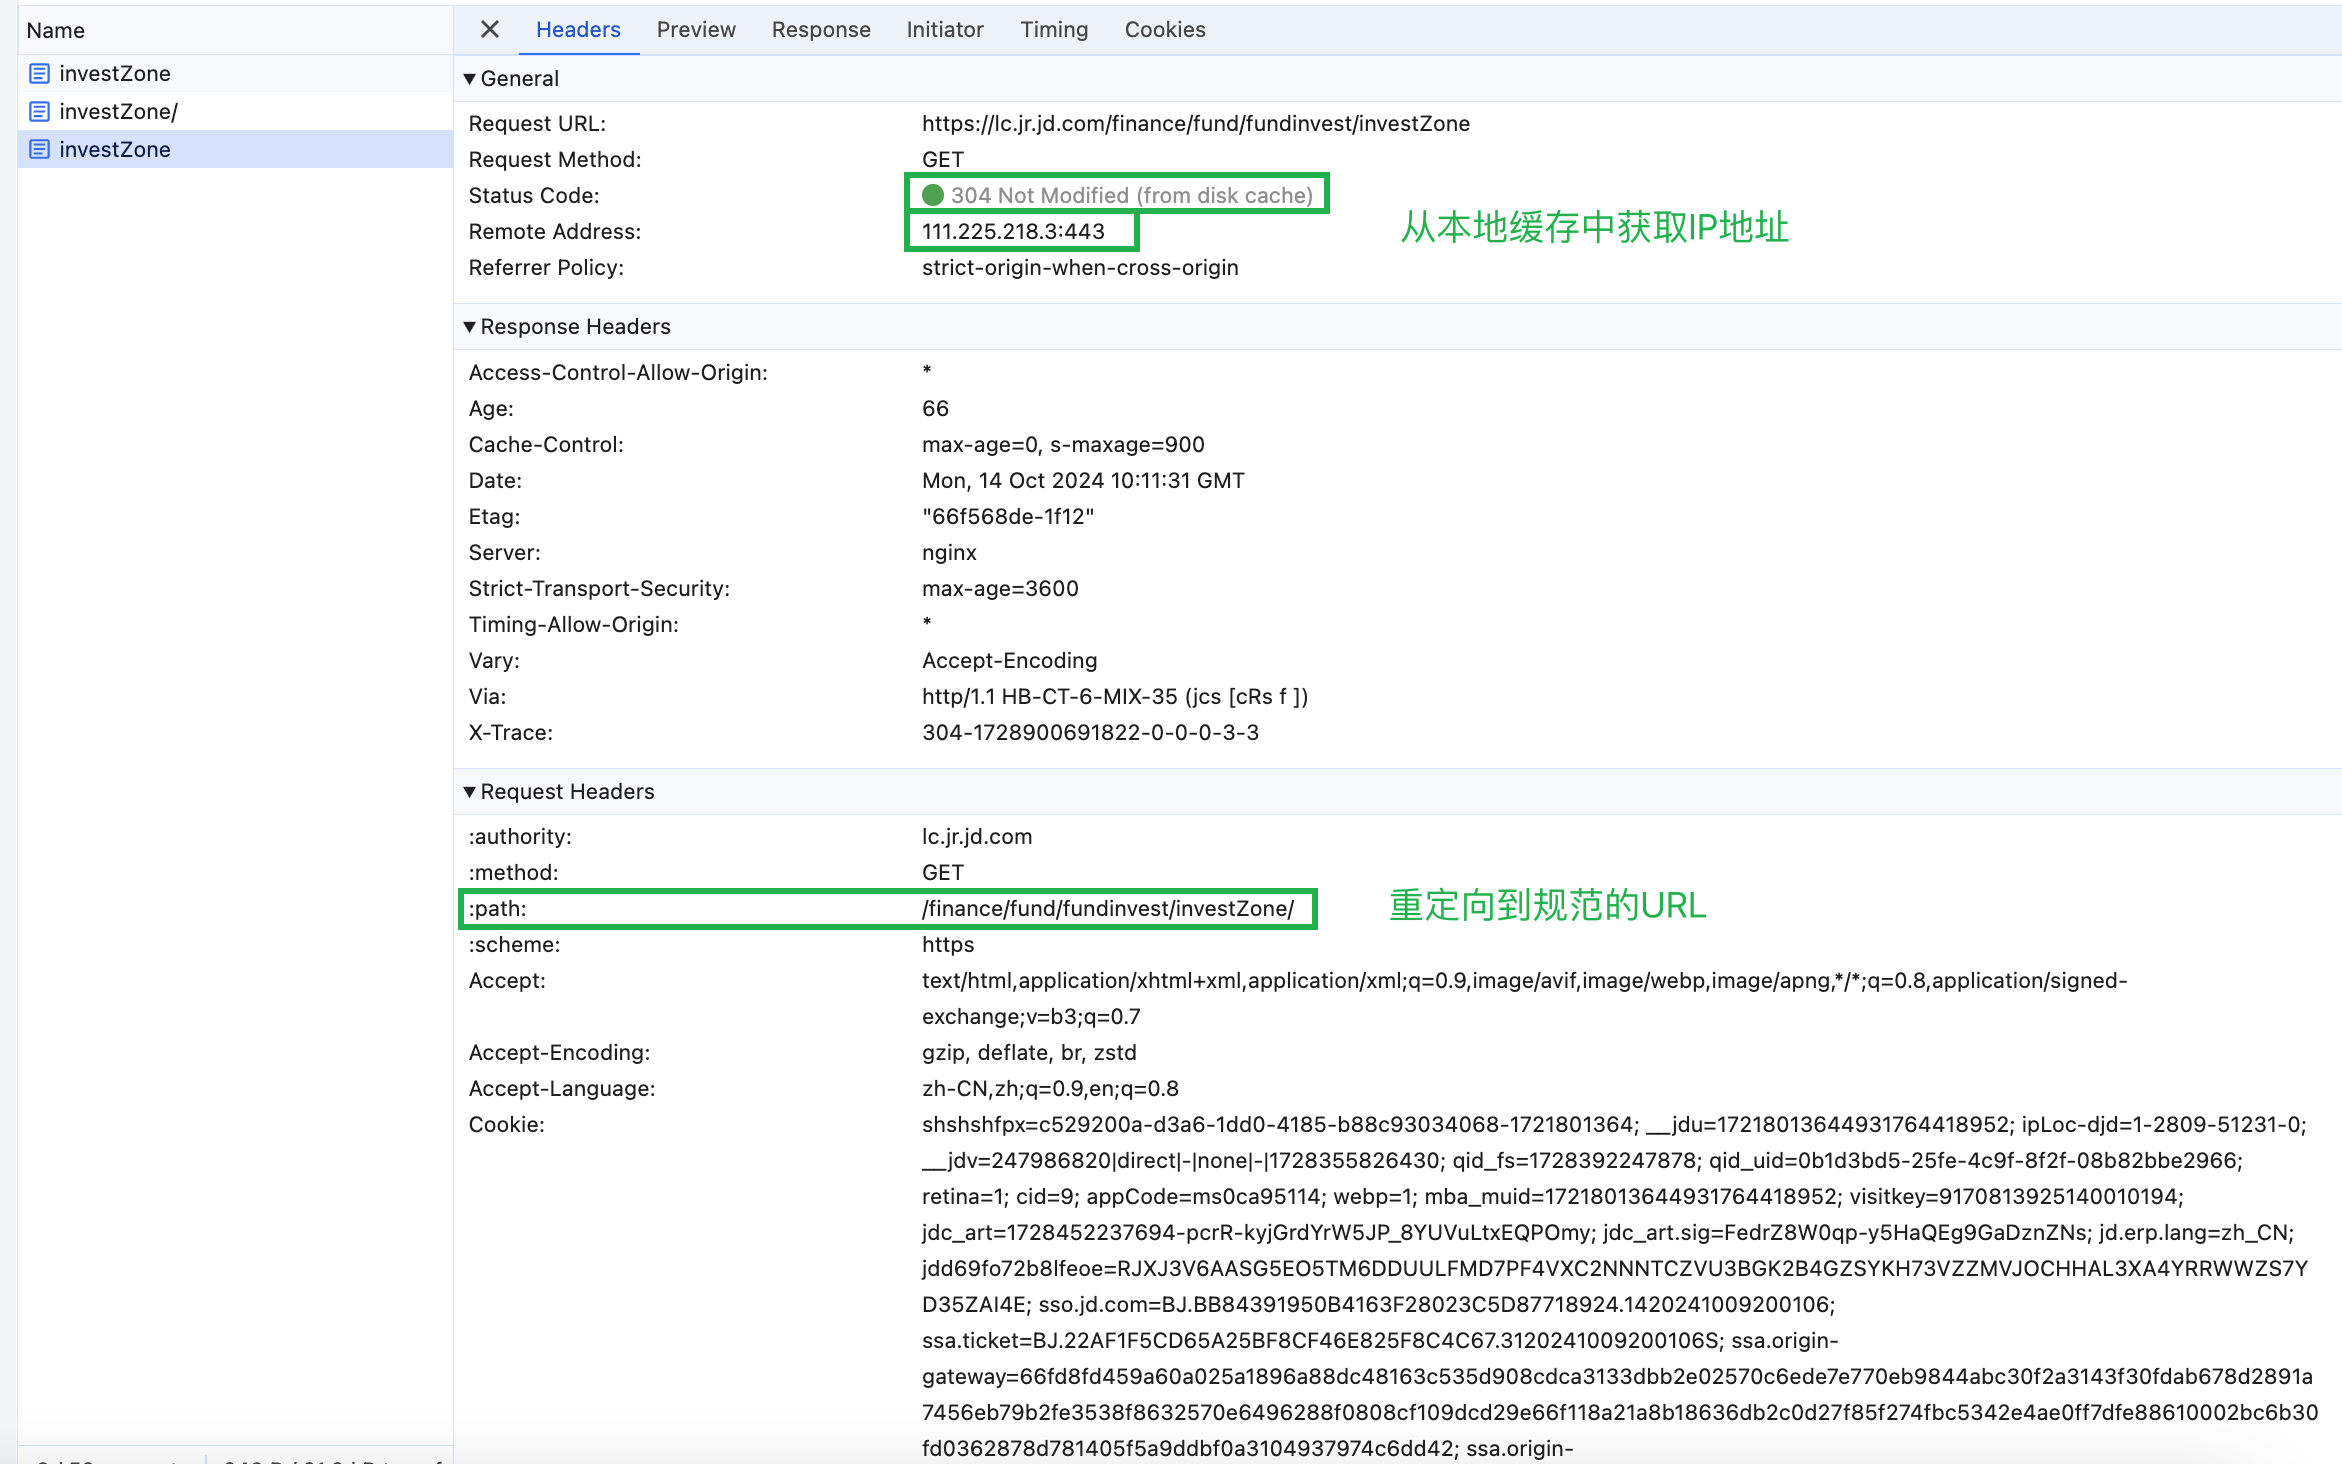 Name
investZone
investZone/
investZone
Headers Preview Response Initiator Timing Cookies
General
Request URL: https://lc.jr.jd.com/finance/fund/fundinvest/investZone
Request Method: GET
Status Code: 304 Not Modified (from disk cache)
Remote Address: 111.225.218.3:443
从本地缓存中获取IP地址
Referrer Policy: strict-origin-when-cross-origin
Response Headers
Access-Control-Allow-Origin: *
Age: 66
Cache-Control: max-age=0, s-maxage=900
Date: Mon, 14 Oct 2024 10:11:31 GMT
Etag: "66f568de-1f12"
Server: nginx
Strict-Transport-Security: max-age=3600
Timing-Allow-Origin: *
Vary: Accept-Encoding
Via: http/1.1 HB-CT-6-MIX-35 (jcs [cRs f ])
X-Trace: 304-1728900691822-0-0-0-3-3
Request Headers
:authority: lc.jr.jd.com
:method: GET
:path: /finance/fund/fundinvest/investZone/ 重定向到规范的URL
:scheme: https
Accept: text/html,application/xhtml+xml,application/xml;q=0.9,image/avif,image/webp,image/apng,*/*;q=0.8,application/signed-
exchange;v=b3;q=0.7
Accept-Encoding: gzip, deflate, br, zstd
Accept-Language: zh-CN,zh;q=0.9,en;q=0.8
Cookie: shshshfpx=c529200a-d3a6-1dd0-4185-b88c93034068-1721801364; __jdu=17218013644931764418952; ipLoc-djd=1-2809-51231-0;
__jdv=247986820|direct|-|none|-|1728355826430; qid_fs=1728392247878; qid_uid=0b1d3bd5-25fe-4c9f-8f2f-08b82bbe2966;
retina=1; cid=9; appCode=ms0ca95114; webp=1; mba_muid=17218013644931764418952; visitkey=9170813925140010194;
jdc_art=1728452237694-pcrR-kyjGrdYrW5JP_8YUVuLtxEQPOmy; jdc_art.sig=FedrZ8W0qp-y5HaQEg9GaDznZNs; jd.erp.lang=zh_CN;
jdd69fo72b8lfeoe=RJXJ3V6AASG5EO5TM6DDUULFMD7PF4VXC2NNNTCZVU3BGK2B4GZSYKH73VZZMVJOCHHAL3XA4YRRWWZS7Y
D35ZAI4E; sso.jd.com=BJ.BB84391950B4163F28023C5D87718924.1420241009200106;
ssa.ticket=BJ.22AF1F5CD65A25BF8CF46E825F8C4C67.3120241009200106S; ssa.origin-
gateway=66fd8fd459a60a025a1896a88dc48163c535d908cdca3133dbb2e02570c6ede7e770eb9844abc30f2a3143f30fdab678d2891a
7456eb79b2fe3538f8632570e6496288f0808cf109dcd29e66f118a21a8b18636db2c0d27f85f274fbc5342e4ae0ff7dfe88610002bc6b30
fd0362878d781405f5a9ddbf0a3104937974c6dd42; ssa.origin-